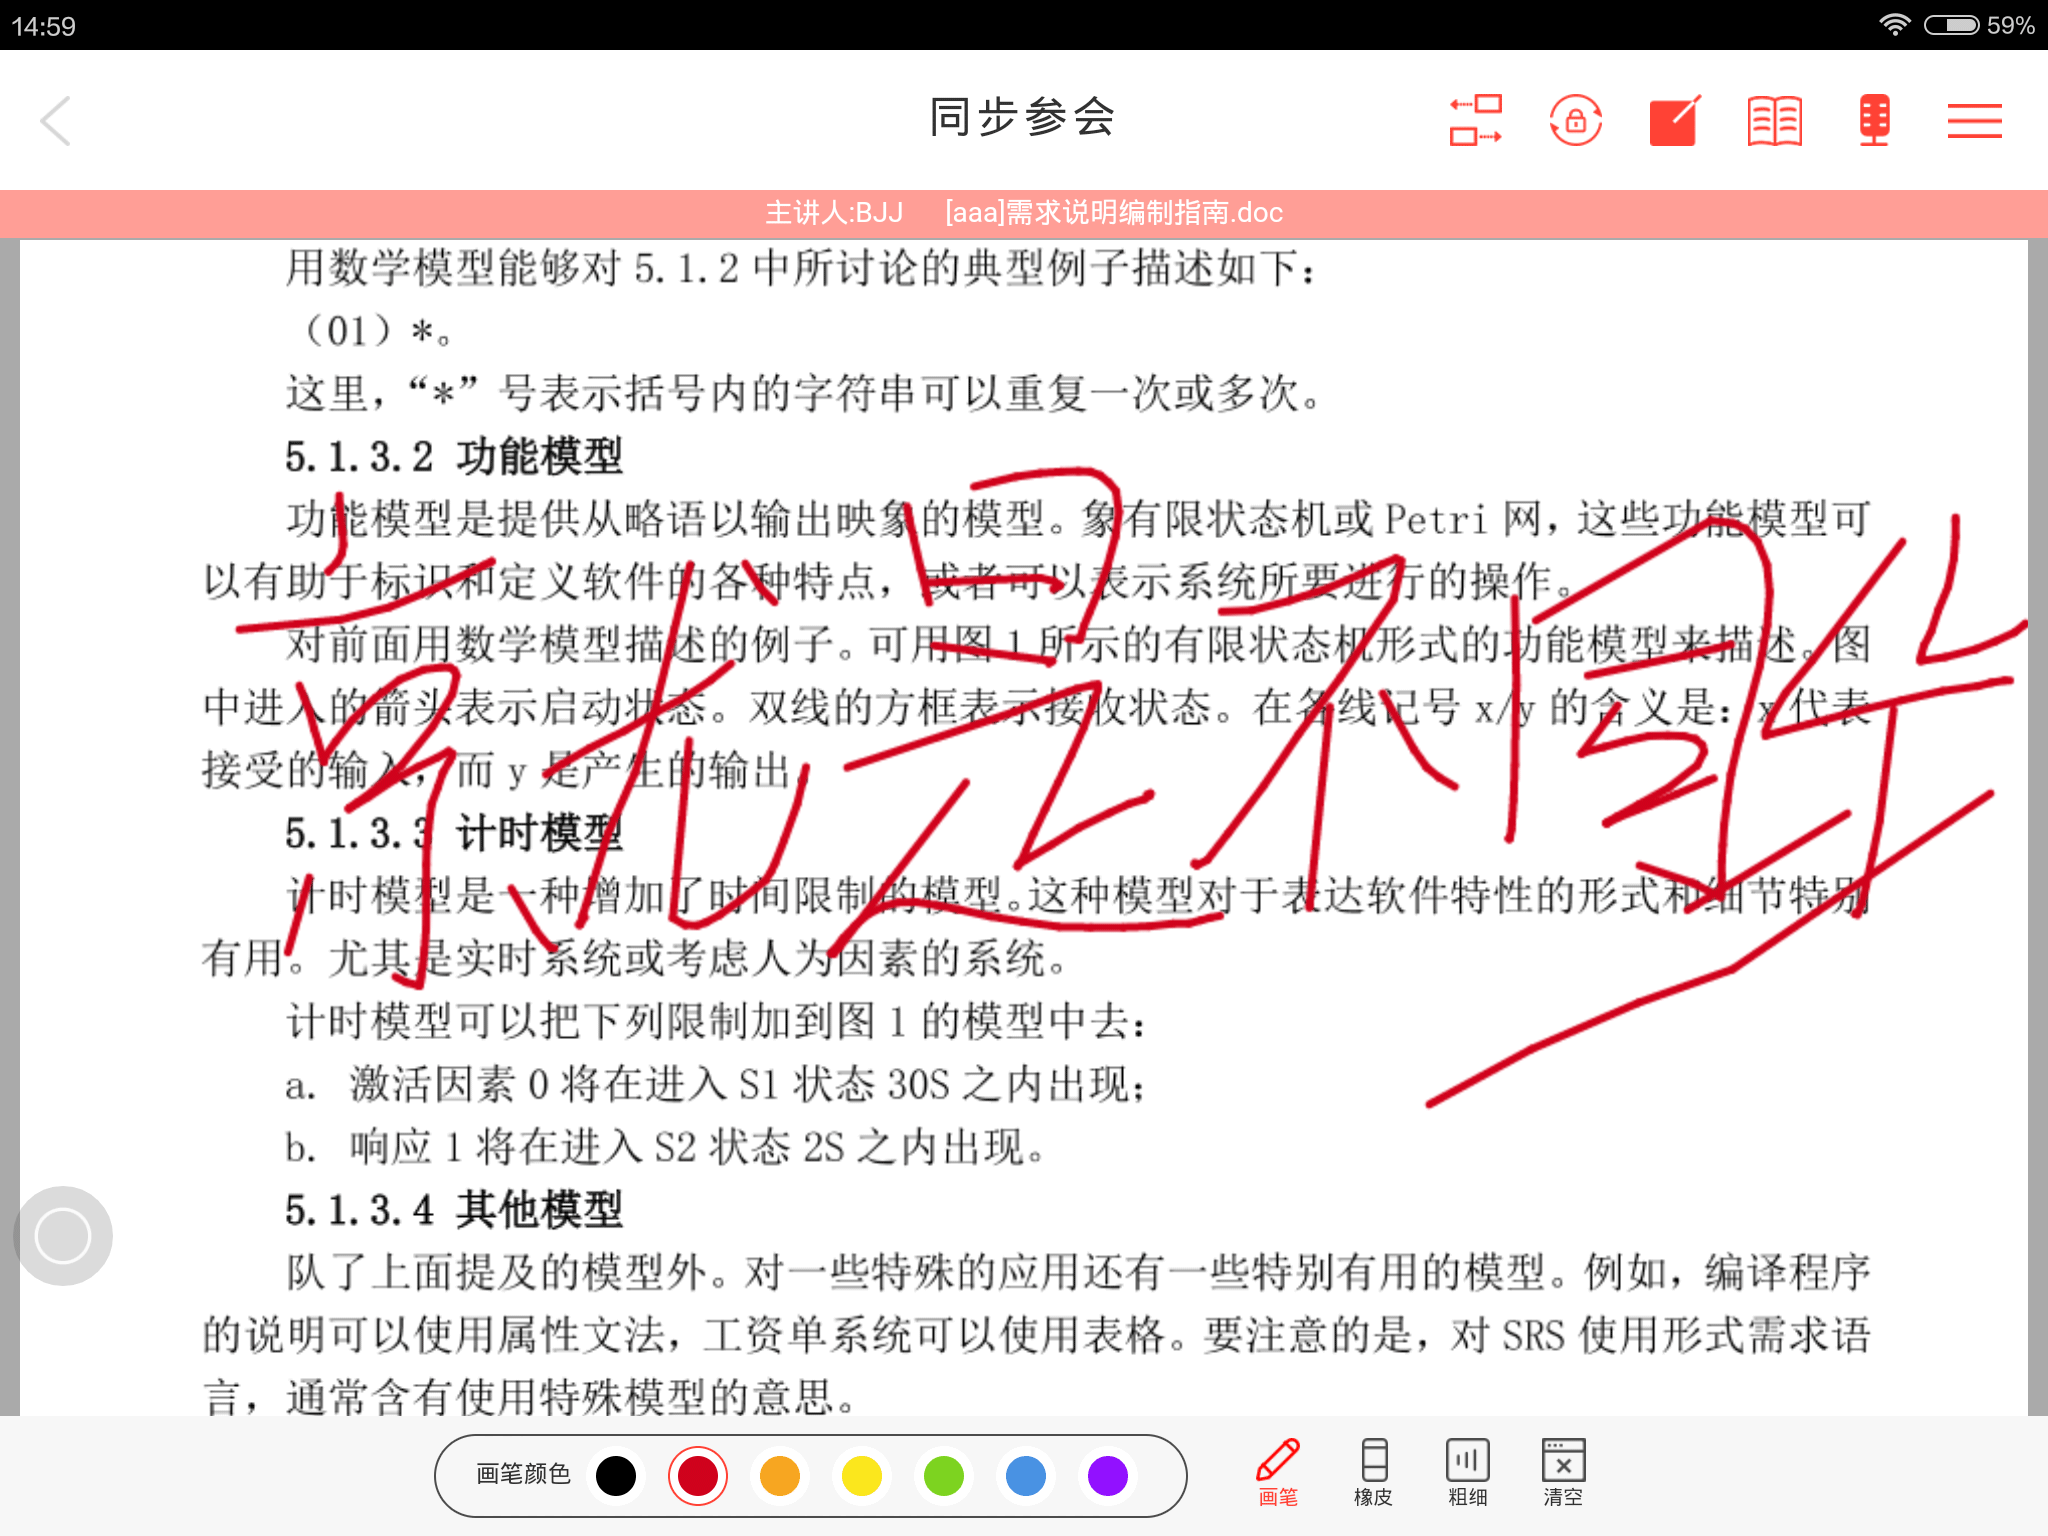 14:59
59%
同步参会
主讲人:BJJ [aaa]需求说明编制指南.doc
用数学模型能够对 5.1.2 中所讨论的典型例子描述如下：
（01）*。
这里，“*”号表示括号内的字符串可以重复一次或多次。
5.1.3.2 功能模型
功能模型是提供从略语以输出映象的模型。象有限状态机或 Petri 网，这些功能模型可
以有助于标识和定义软件的各种特点，或者可以表示系统所要进行的操作。
对前面用数学模型描述的例子。可用图 1 所示的有限状态机形式的功能模型来描述。图
中进入的箭头表示启动状态。双线的方框表示接收状态。在各线记号 x/y 的含义是：x 代表
接受的输入，而 y 是产生的输出
5.1.3.3 计时模型
计时模型是一种增加了时间限制的模型。这种模型对于表达软件特性的形式和细节特别
有用。尤其是实时系统或考虑人为因素的系统。
计时模型可以把下列限制加到图 1 的模型中去：
a. 激活因素 0 将在进入 S1 状态 30S 之内出现；
b. 响应 1 将在进入 S2 状态 2S 之内出现。
5.1.3.4 其他模型
队了上面提及的模型外。对一些特殊的应用还有一些特别有用的模型。例如，编译程序
的说明可以使用属性文法，工资单系统可以使用表格。要注意的是，对 SRS 使用形式需求语
言，通常含有使用特殊模型的意思。
画笔颜色
画笔 橡皮 粗细 清空